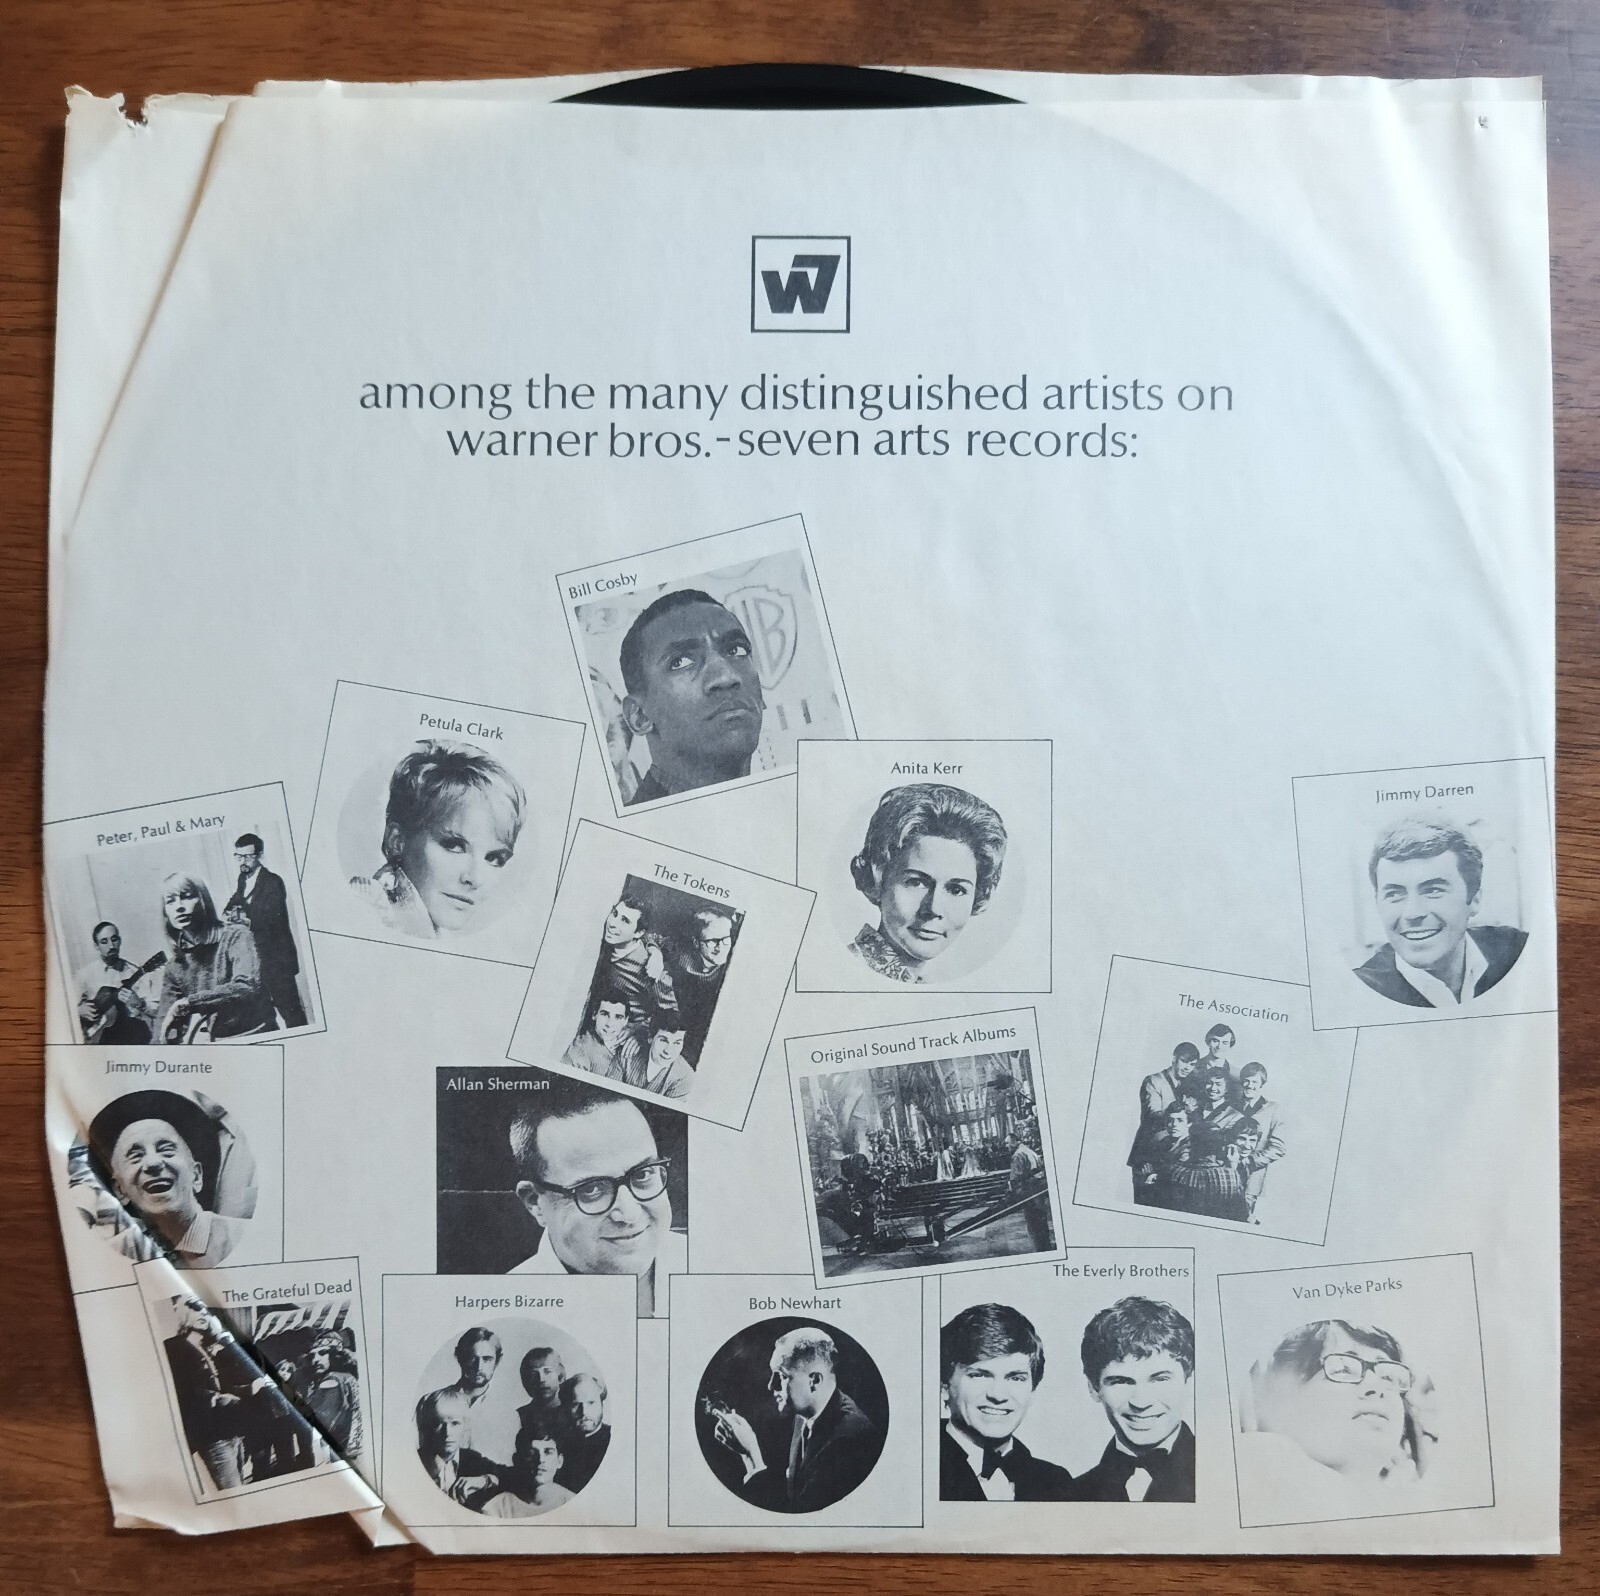 W7
among the many distinguished artists on
warner bros.-seven arts records:
Bill Cosby
WB
Petula Clark
Anita Kerr
Jimmy Darren
Peter, Paul & Mary
The Tokens
The Association
Original Sound Track Albums
Jimmy Durante
Allan Sherman
The Grateful Dead
Harpers Bizarre
Bob Newhart
The Everly Brothers
Van Dyke Parks